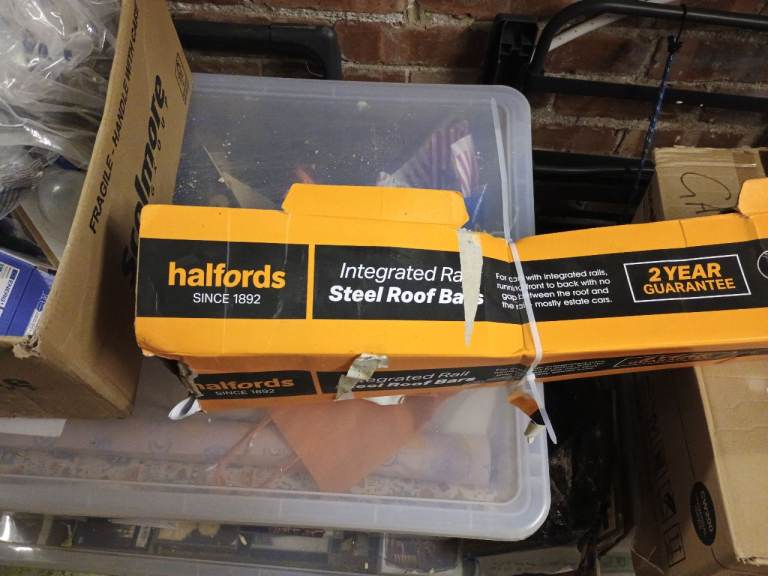 FRAGILE - HANDLE WITH CARE
halfords
SINCE 1892
Integrated Rail
Steel Roof Bars
For cars with integrated rails,
running front to back with no
gap between the roof and
the rail, mostly estate cars.
2 YEAR
GUARANTEE
halfords
SINCE 1892
Integrated Rail
Steel Roof Bars